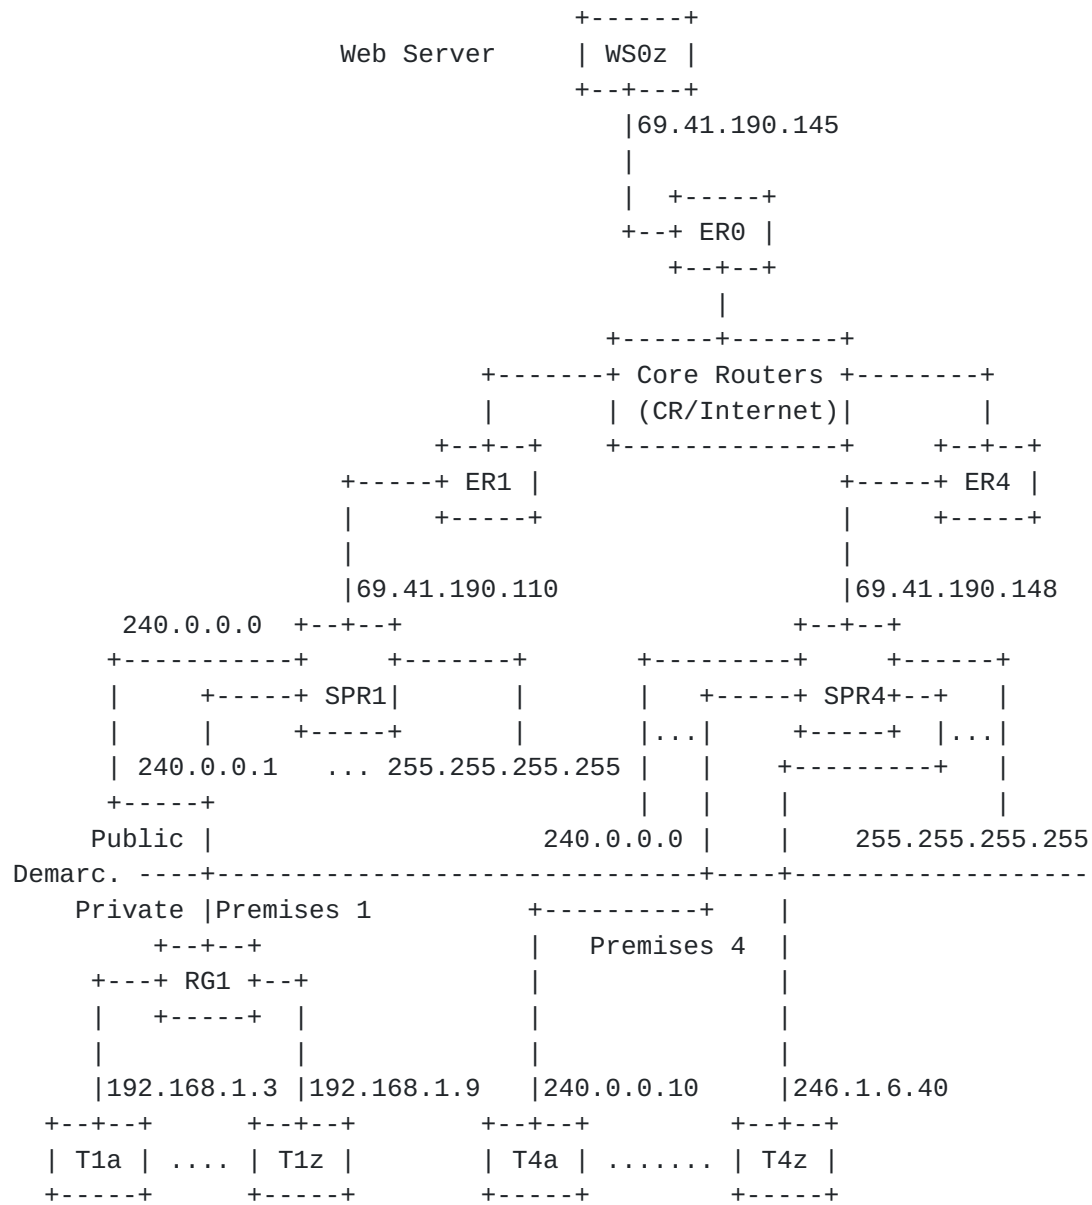 +------+
                     Web Server     | WS0z |
                                    +--+---+
                                       |69.41.190.145
                                       |
                                       |  +-----+
                                       +--+ ER0 |
                                          +--+--+
                                             |
                                      +------+-------+
                              +-------+ Core Routers +--------+
                              |       | (CR/Internet)|        |
                           +--+--+    +--------------+     +--+--+
                     +-----+ ER1 |                   +-----+ ER4 |
                     |     +-----+                   |     +-----+
                     |                               |
                     |69.41.190.110                  |69.41.190.148
       240.0.0.0  +--+--+                         +--+--+
      +-----------+     +-------+       +---------+     +------+
      |     +-----+ SPR1|       |       |   +-----+ SPR4+--+   |
      |     |     +-----+       |       |...|     +-----+  |...|
      | 240.0.0.1   ... 255.255.255.255 |   |    +---------+   |
      +-----+                           |   |    |             |
     Public |                     240.0.0.0 |    |    255.255.255.255
Demarc. ----+-------------------------------+----+-------------------
    Private |Premises 1          +----------+    |
         +--+--+                 |   Premises 4  |
     +---+ RG1 +--+              |               |
     |   +-----+  |              |               |
     |            |              |               |
     |192.168.1.3 |192.168.1.9   |240.0.0.10     |246.1.6.40
  +--+--+      +--+--+        +--+--+         +--+--+
  | T1a | .... | T1z |        | T4a | ....... | T4z |
  +-----+      +-----+        +-----+         +-----+